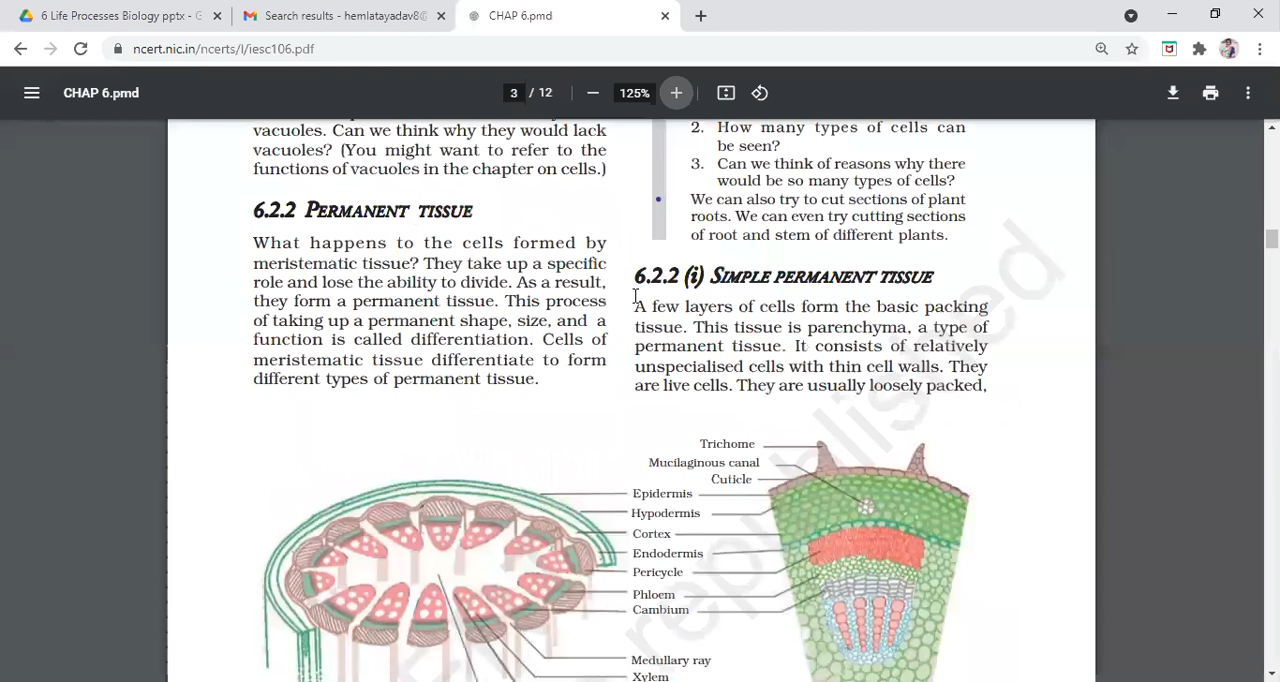 6 Life Processes Biology pptx - G
Search results - hemlatayadav8@
CHAP 6.pmd
ncert.nic.in/ncerts/l/iesc106.pdf
CHAP 6.pmd
3 / 12
125%
vacuoles. Can we think why they would lack
vacuoles? (You might want to refer to the
functions of vacuoles in the chapter on cells.)
6.2.2 PERMANENT TISSUE
What happens to the cells formed by
meristematic tissue? They take up a specific
role and lose the ability to divide. As a result,
they form a permanent tissue. This process
of taking up a permanent shape, size, and a
function is called differentiation. Cells of
meristematic tissue differentiate to form
different types of permanent tissue.
2. How many types of cells can
be seen?
3. Can we think of reasons why there
would be so many types of cells?
We can also try to cut sections of plant
roots. We can even try cutting sections
of root and stem of different plants.
6.2.2 (i) SIMPLE PERMANENT TISSUE
A few layers of cells form the basic packing
tissue. This tissue is parenchyma, a type of
permanent tissue. It consists of relatively
unspecialised cells with thin cell walls. They
are live cells. They are usually loosely packed,
Trichome
Mucilaginous canal
Cuticle
Epidermis
Hypodermis
Cortex
Endodermis
Pericycle
Phloem
Cambium
Medullary ray
Xylem
republished